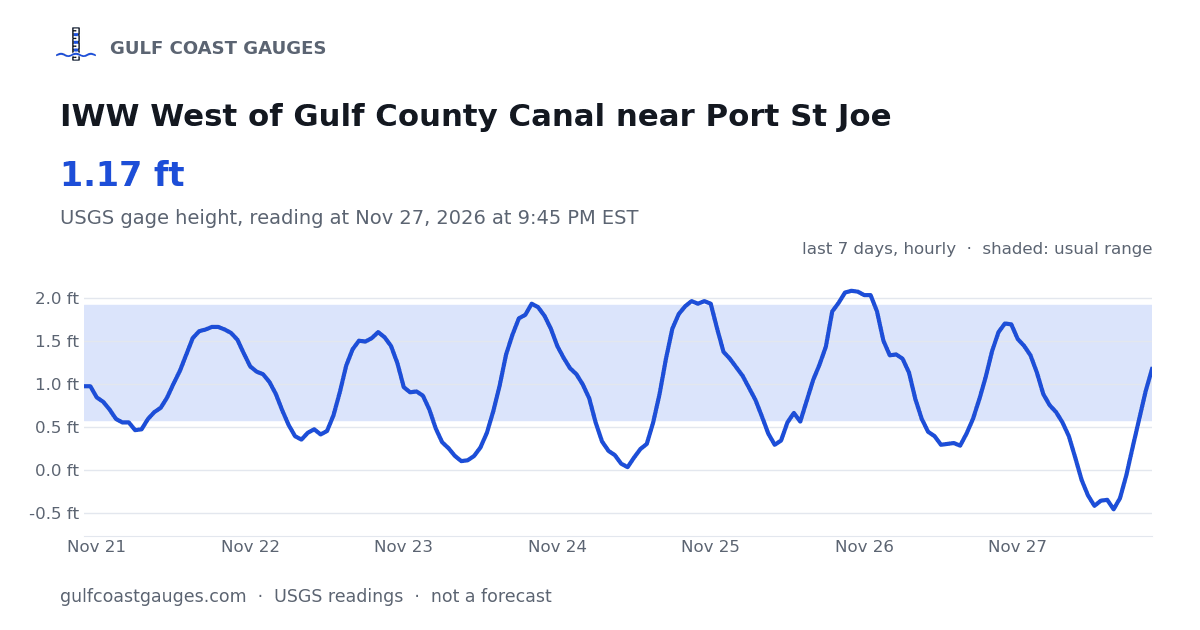 GULF COAST GAUGES
IWW West of Gulf County Canal near Port St Joe
1.17 ft
USGS gage height, reading at Nov 27, 2026 at 9:45 PM EST
last 7 days, hourly · shaded: usual range
2.0 ft
1.5 ft
1.0 ft
0.5 ft
0.0 ft
-0.5 ft
Nov 21 Nov 22 Nov 23 Nov 24 Nov 25 Nov 26 Nov 27
gulfcoastgauges.com · USGS readings · not a forecast